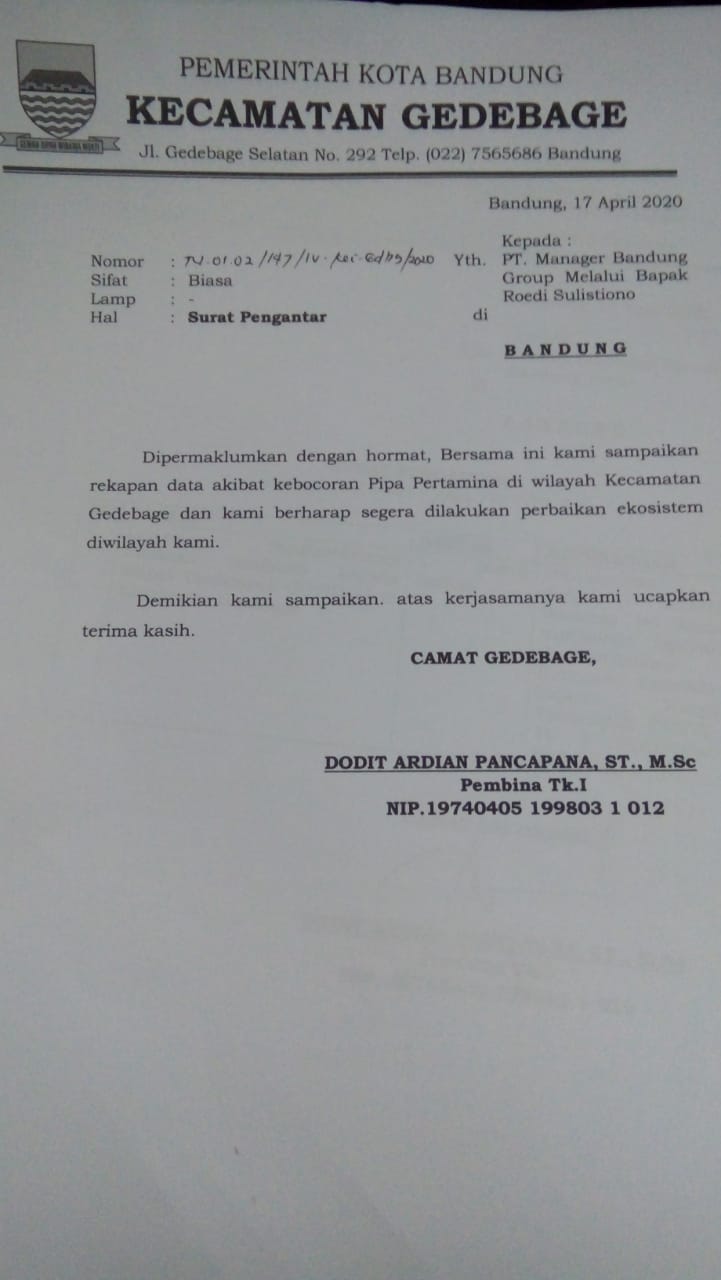 PEMERINTAH KOTA BANDUNG
KECAMATAN GEDEBAGE
Jl. Gedebage Selatan No. 292 Telp. (022) 7565686 Bandung
Bandung, 17 April 2020
Kepada :
Nomor : TU.01.02/147/IV-Kec.Gdbg/2020 Yth. PT. Manager Bandung
Sifat : Biasa Group Melalui Bapak
Lamp : - Roedi Sulistiono
Hal : Surat Pengantar di
BANDUNG
Dipermaklumkan dengan hormat, Bersama ini kami sampaikan
rekapan data akibat kebocoran Pipa Pertamina di wilayah Kecamatan
Gedebage dan kami berharap segera dilakukan perbaikan ekosistem
diwilayah kami.
Demikian kami sampaikan. atas kerjasamanya kami ucapkan
terima kasih.
CAMAT GEDEBAGE,
DODIT ARDIAN PANCAPANA, ST., M.Sc
Pembina Tk.I
NIP.19740405 199803 1 012